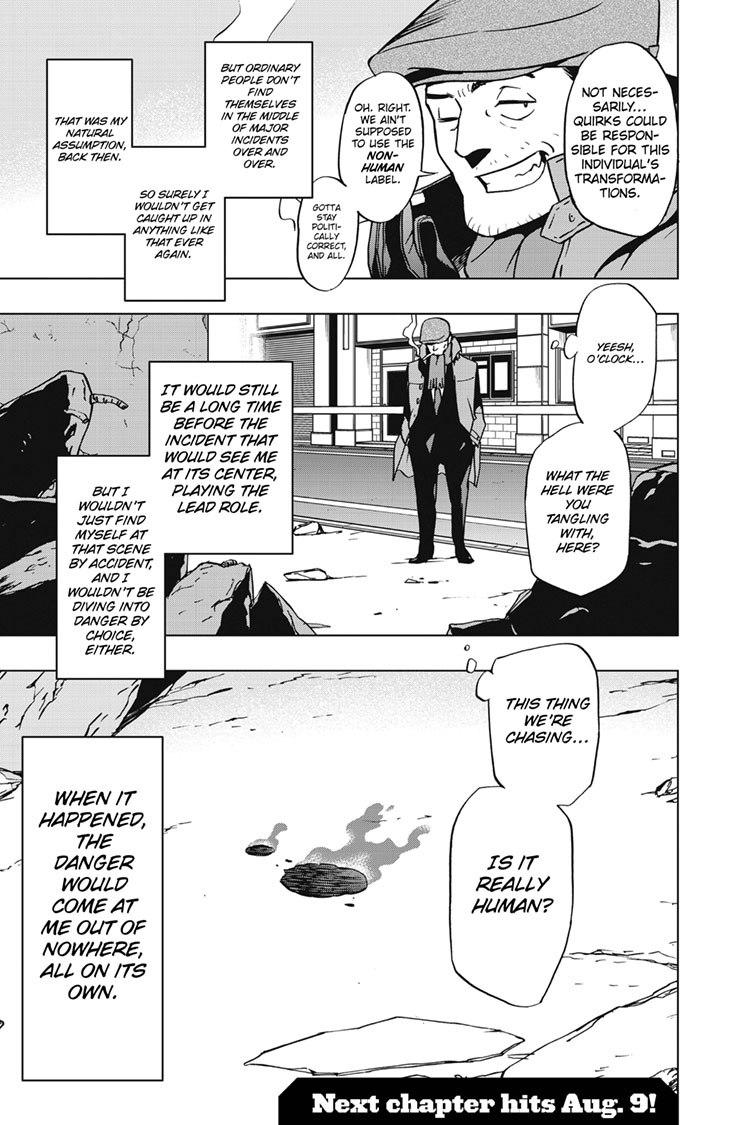 NOT NECES-
SARILY...
QUIRKS COULD
BE RESPON-
SIBLE FOR THIS
INDIVIDUAL'S
TRANSFORMA-
TIONS.
OH. RIGHT.
WE AIN'T
SUPPOSED
TO USE THE
NON-
HUMAN
LABEL.
GOTTA
STAY
POLITI-
CALLY
CORRECT,
AND ALL.
BUT ORDINARY
PEOPLE DON'T
FIND
THEMSELVES
IN THE MIDDLE
OF MAJOR
INCIDENTS
OVER AND
OVER.
THAT WAS MY
NATURAL
ASSUMPTION,
BACK THEN.
SO SURELY I
WOULDN'T GET
CAUGHT UP IN
ANYTHING LIKE
THAT EVER
AGAIN.
YEESH,
O'CLOCK...
WHAT THE
HELL WERE
YOU
TANGLING
WITH,
HERE?
IT WOULD STILL
BE A LONG TIME
BEFORE THE
INCIDENT THAT
WOULD SEE ME
AT ITS CENTER,
PLAYING THE
LEAD ROLE.
BUT I
WOULDN'T
JUST FIND
MYSELF AT
THAT SCENE
BY ACCIDENT,
AND I
WOULDN'T BE
DIVING INTO
DANGER BY
CHOICE,
EITHER.
THIS THING
WE'RE
CHASING...
IS IT
REALLY
HUMAN?
WHEN IT
HAPPENED,
THE
DANGER
WOULD
COME AT
ME OUT OF
NOWHERE,
ALL ON ITS
OWN.
Next chapter hits Aug. 9!